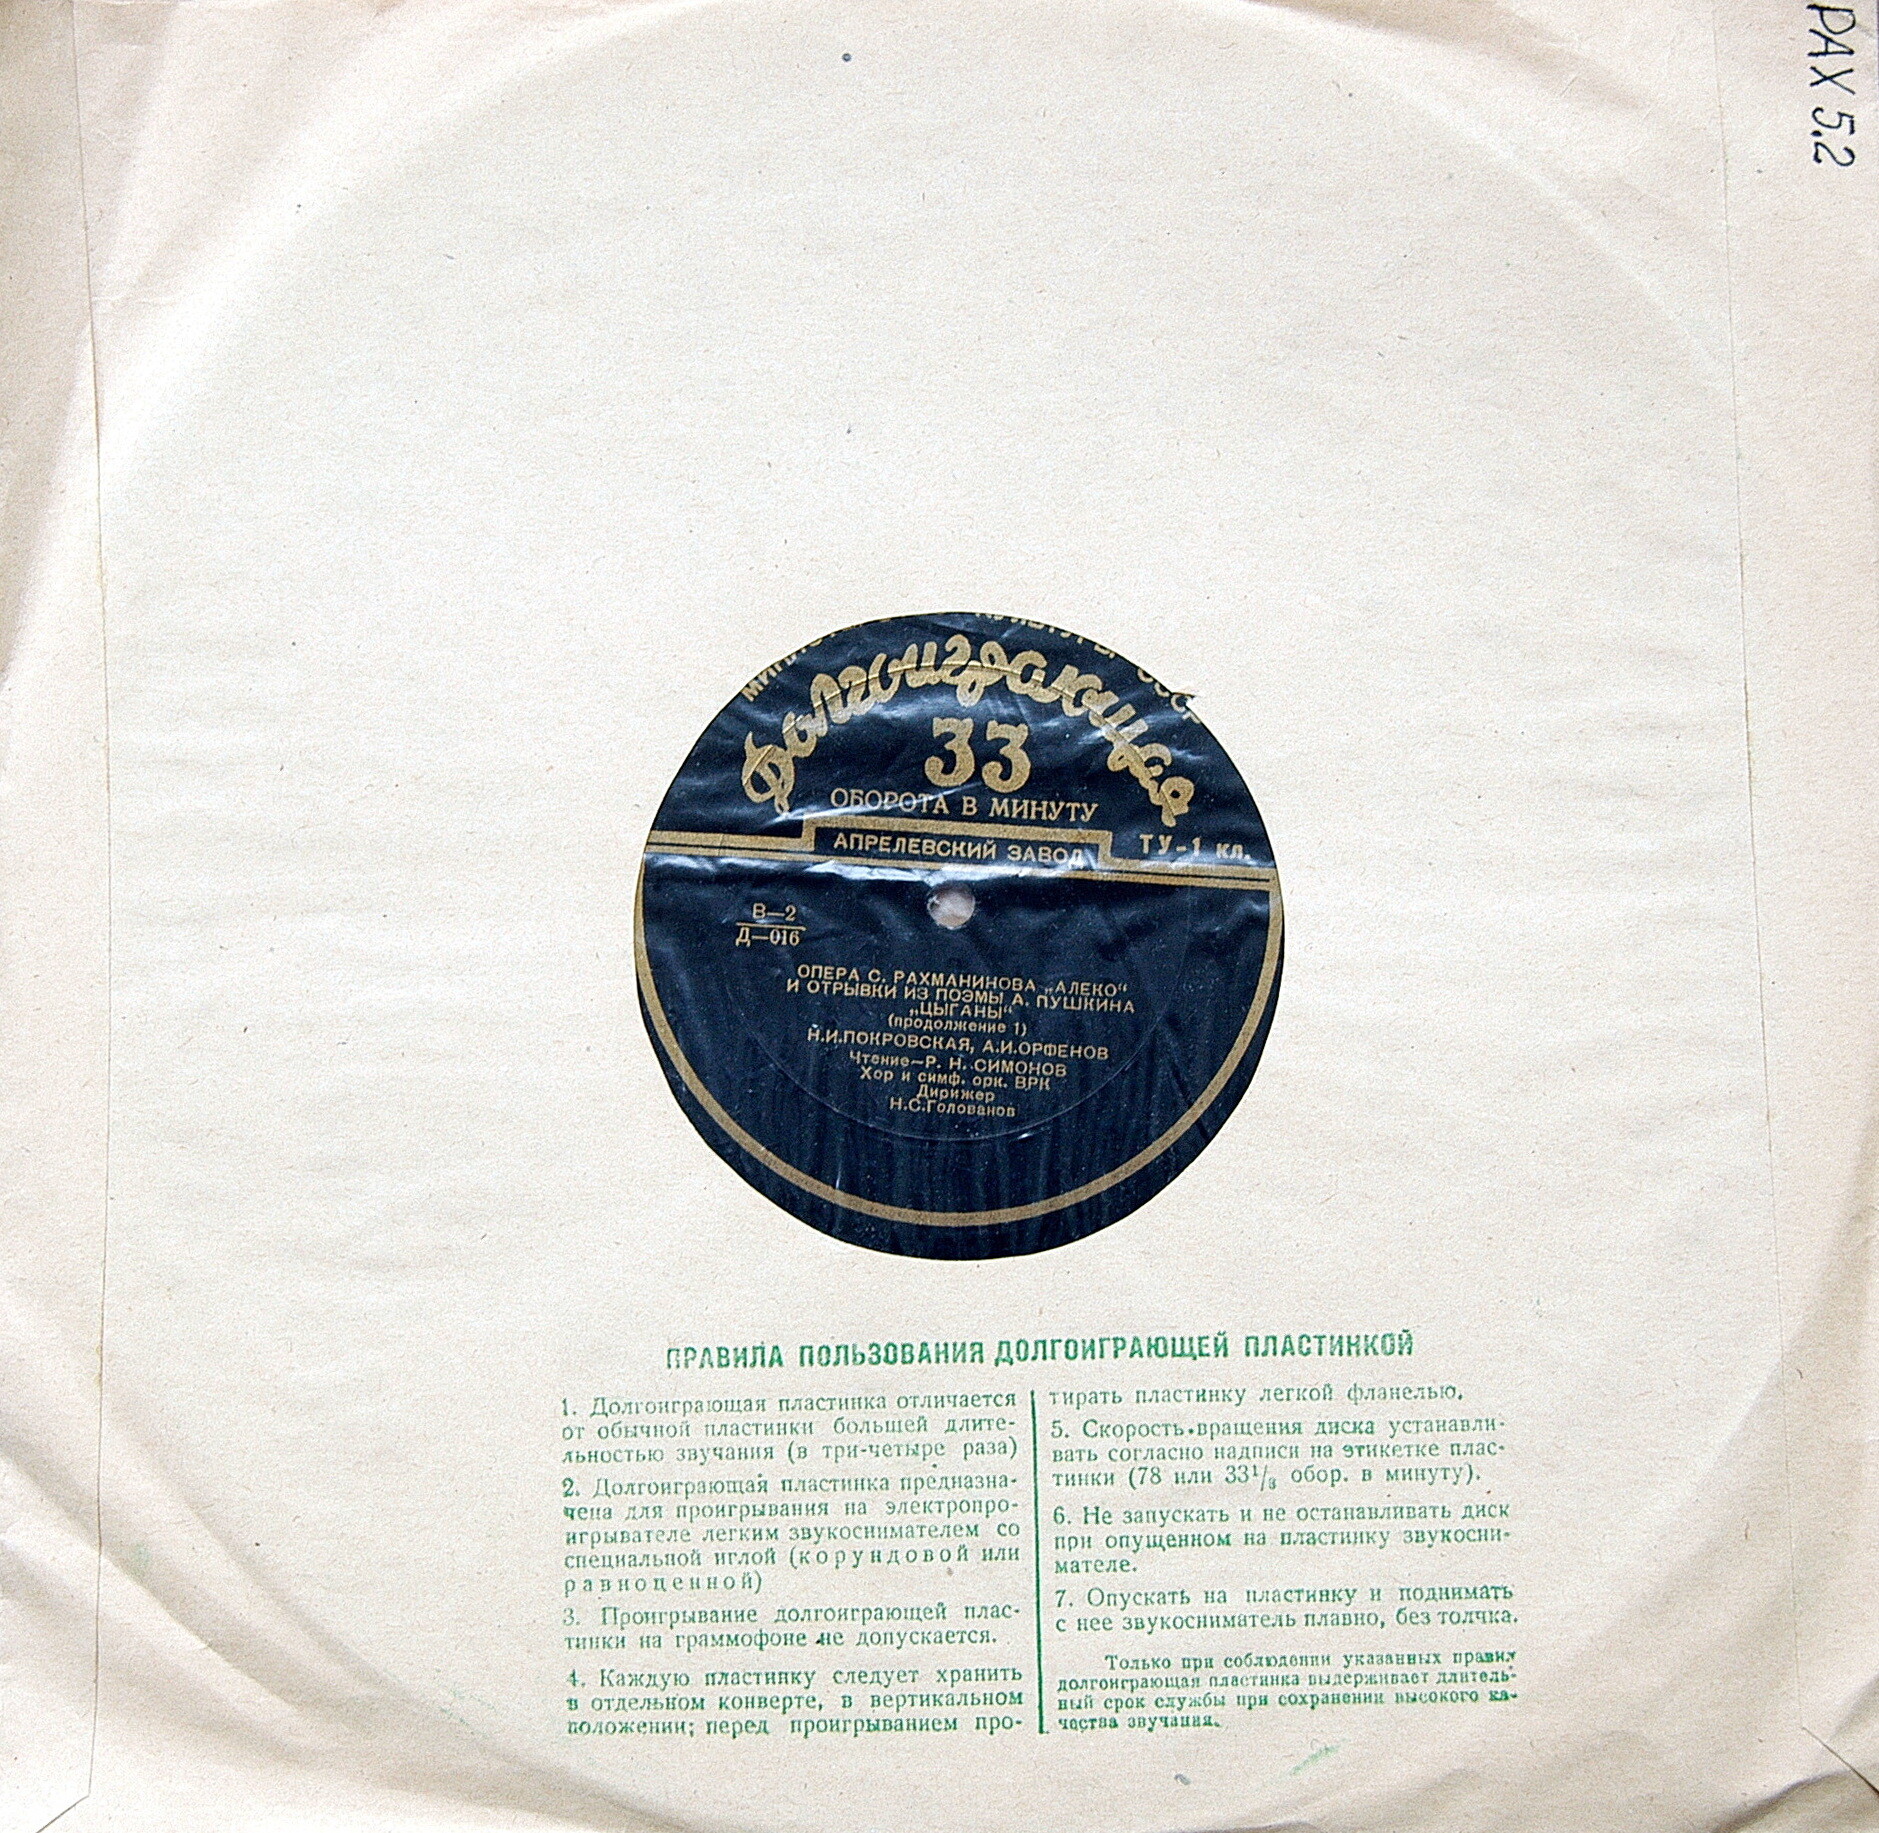 РАХ 5.2
Долгоиграющая
33
ОБОРОТА В МИНУТУ
АПРЕЛЕВСКИЙ ЗАВОД
ТУ-1 кл.
В—2
Д—016
ОПЕРА С. РАХМАНИНОВА „АЛЕКО“
И ОТРЫВКИ ИЗ ПОЭМЫ А. ПУШКИНА
„ЦЫГАНЫ“
(продолжение 1)
Н.И.ПОКРОВСКАЯ, А.И.ОРФЕНОВ
Чтение—Р. Н. СИМОНОВ
Хор и симф. орк. ВРК
Дирижер
Н.С.Голованов
ПРАВИЛА ПОЛЬЗОВАНИЯ ДОЛГОИГРАЮЩЕЙ ПЛАСТИНКОЙ
1. Долгоиграющая пластинка отличается
от обычной пластинки большей длите-
льностью звучания (в три-четыре раза)
2. Долгоиграющая пластинка предназна-
чена для проигрывания на электропро-
игрывателе легким звукоснимателем со
специальной иглой (корундовой или
равноценной)
3. Проигрывание долгоиграющей плас-
тинки на граммофоне не допускается.
4. Каждую пластинку следует хранить
в отдельном конверте, в вертикальном
положении; перед проигрыванием про-
тирать пластинку легкой фланелью.
5. Скорость вращения диска устанавли-
вать согласно надписи на этикетке плас-
тинки (78 или 33¹/₃ обор. в минуту).
6. Не запускать и не останавливать диск
при опущенном на пластинку звукосни-
мателе.
7. Опускать на пластинку и поднимать
с нее звукосниматель плавно, без толчка.
Только при соблюдении указанных правил
долгоиграющая пластинка выдерживает длитель-
ный срок службы при сохранении высокого ка-
чества звучания.